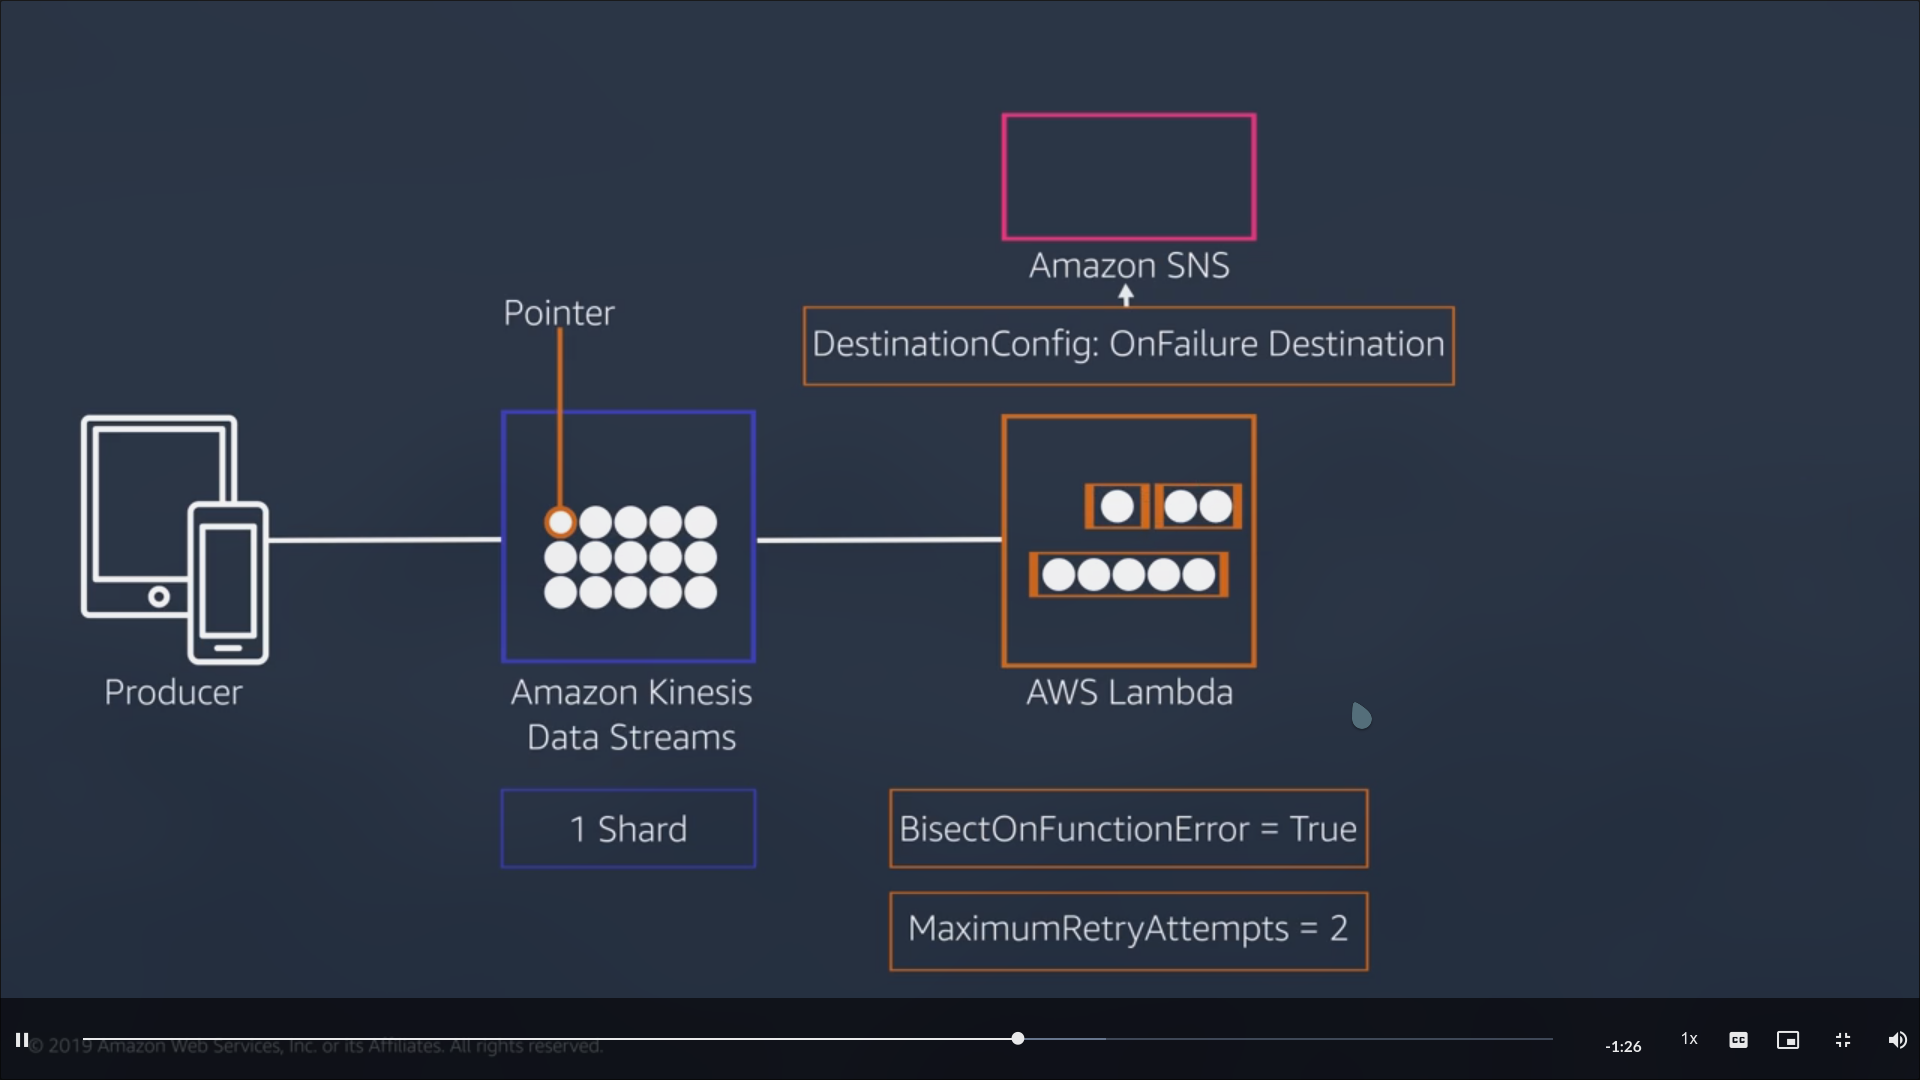 Amazon SNS
Pointer
DestinationConfig: OnFailure Destination
Producer
Amazon Kinesis
Data Streams
AWS Lambda
1 Shard
BisectOnFunctionError = True
MaximumRetryAttempts = 2
© 2019 Amazon Web Services, Inc. or its Affiliates. All rights reserved.
-1:26
1x
CC